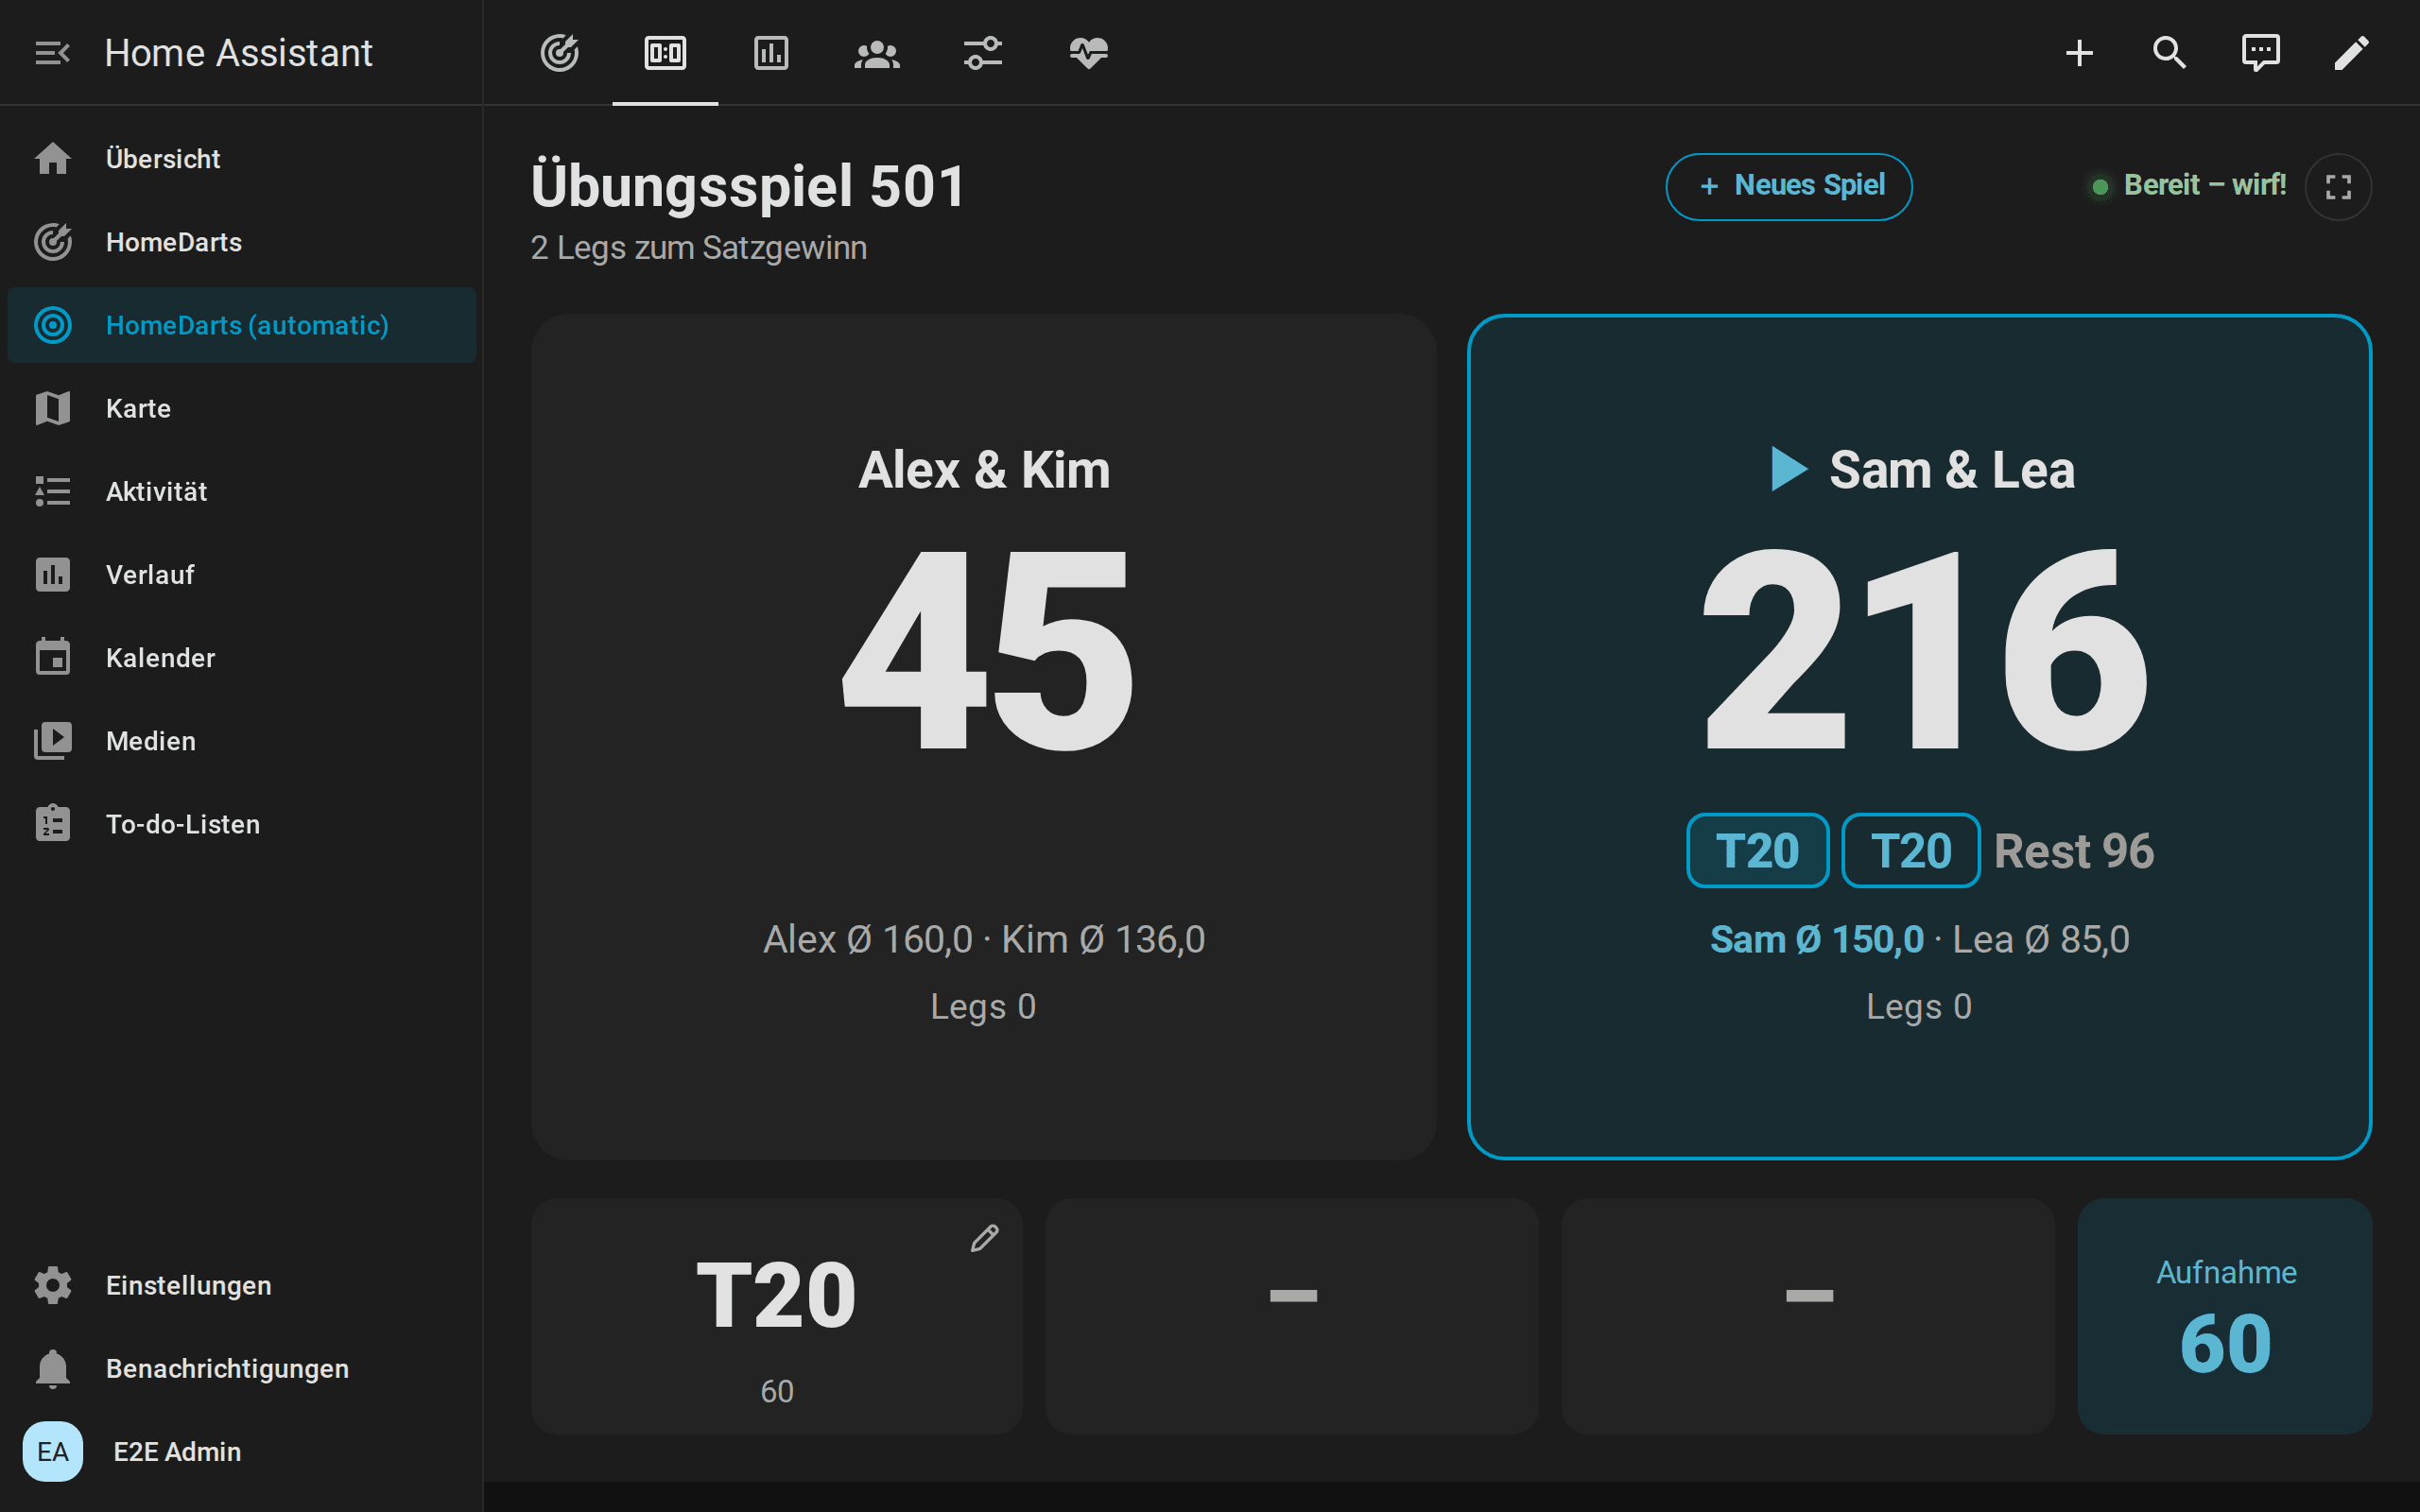 Home Assistant
Übersicht
HomeDarts
HomeDarts (automatic)
Karte
Aktivität
Verlauf
Kalender
Medien
To-do-Listen
Einstellungen
Benachrichtigungen
EA E2E Admin
Übungsspiel 501
2 Legs zum Satzgewinn
+ Neues Spiel
Bereit – wirf!
Alex & Kim
45
Alex Ø 160,0 · Kim Ø 136,0
Legs 0
Sam & Lea
216
T20 T20 Rest 96
Sam Ø 150,0 · Lea Ø 85,0
Legs 0
T20
60
–
–
Aufnahme
60